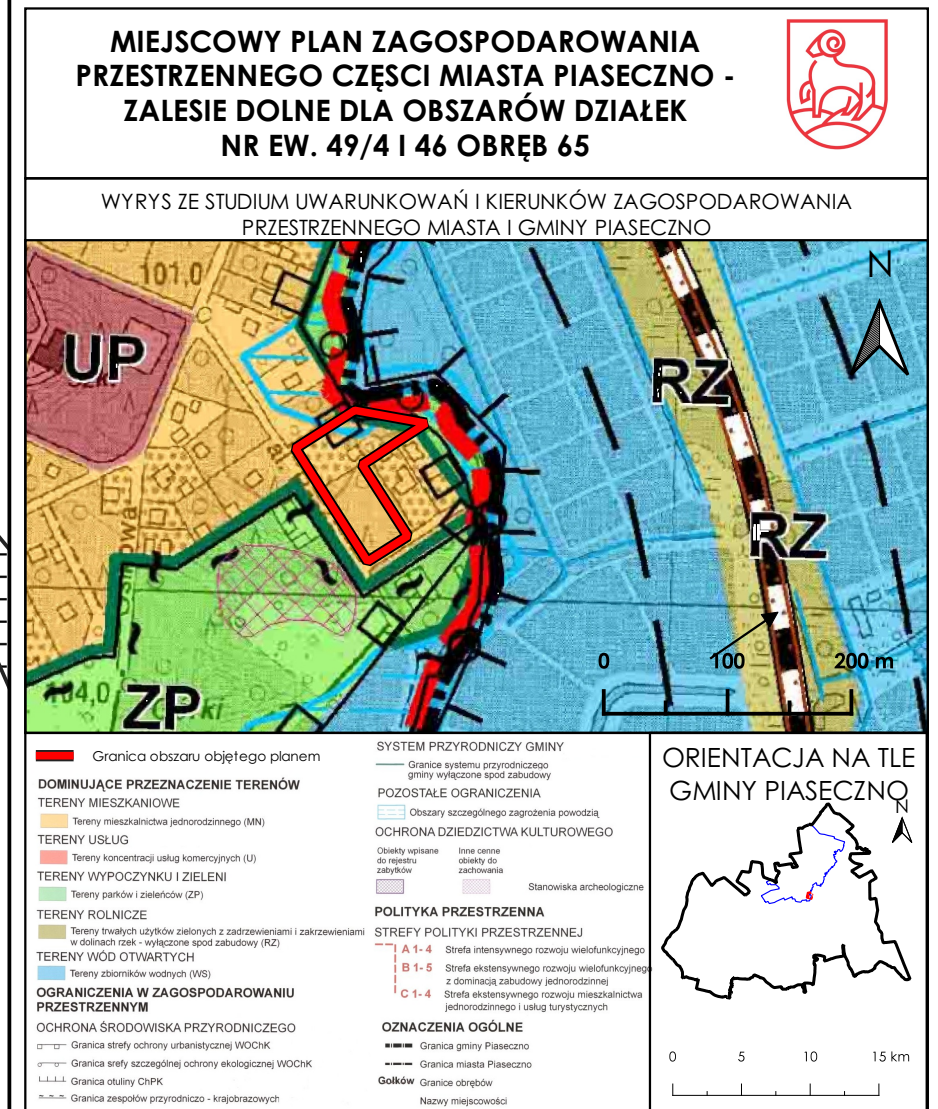 MIEJSCOWY PLAN ZAGOSPODAROWANIA
PRZESTRZENNEGO CZĘSCI MIASTA PIASECZNO -
ZALESIE DOLNE DLA OBSZARÓW DZIAŁEK
NR EW. 49/4 I 46 OBRĘB 65
WYRYS ZE STUDIUM UWARUNKOWAŃ I KIERUNKÓW ZAGOSPODAROWANIA
PRZESTRZENNEGO MIASTA I GMINY PIASECZNO
101,0
N
UP
RZ
RZ
0 100 200 m
ZP
Granica obszaru objętego planem
DOMINUJĄCE PRZEZNACZENIE TERENÓW
TERENY MIESZKANIOWE
Tereny mieszkalnictwa jednorodzinnego (MN)
TERENY USŁUG
Tereny koncentracji usług komercyjnych (U)
TERENY WYPOCZYNKU I ZIELENI
Tereny parków i zieleńców (ZP)
TERENY ROLNICZE
Tereny trwałych użytków zielonych z zadrzewieniami i zakrzewieniami
w dolinach rzek - wyłączone spod zabudowy (RZ)
TERENY WÓD OTWARTYCH
Tereny zbiorników wodnych (WS)
OGRANICZENIA W ZAGOSPODAROWANIU
PRZESTRZENNYM
OCHRONA ŚRODOWISKA PRZYRODNICZEGO
Granica strefy ochrony urbanistycznej WOChK
Granica srefy szczególnej ochrony ekologicznej WOChK
Granica otuliny ChPK
Granica zespołów przyrodniczo - krajobrazowych
SYSTEM PRZYRODNICZY GMINY
Granice systemu przyrodniczego
gminy wyłączone spod zabudowy
POZOSTAŁE OGRANICZENIA
Obszary szczególnego zagrożenia powodzią
OCHRONA DZIEDZICTWA KULTUROWEGO
Obiekty wpisane
do rejestru
zabytków
Inne cenne
obiekty do
zachowania
Stanowiska archeologiczne
POLITYKA PRZESTRZENNA
STREFY POLITYKI PRZESTRZENNEJ
A 1- 4 Strefa intensywnego rozwoju wielofunkcyjnego
B 1- 5 Strefa ekstensywnego rozwoju wielofunkcyjnego
z dominacją zabudowy jednorodzinnej
C 1- 4 Strefa ekstensywnego rozwoju mieszkalnictwa
jednorodzinnego i usług turystycznych
OZNACZENIA OGÓLNE
Granica gminy Piaseczno
Granica miasta Piaseczno
Gołków Granice obrębów
Nazwy miejscowości
ORIENTACJA NA TLE
GMINY PIASECZNO
N
0 5 10 15 km